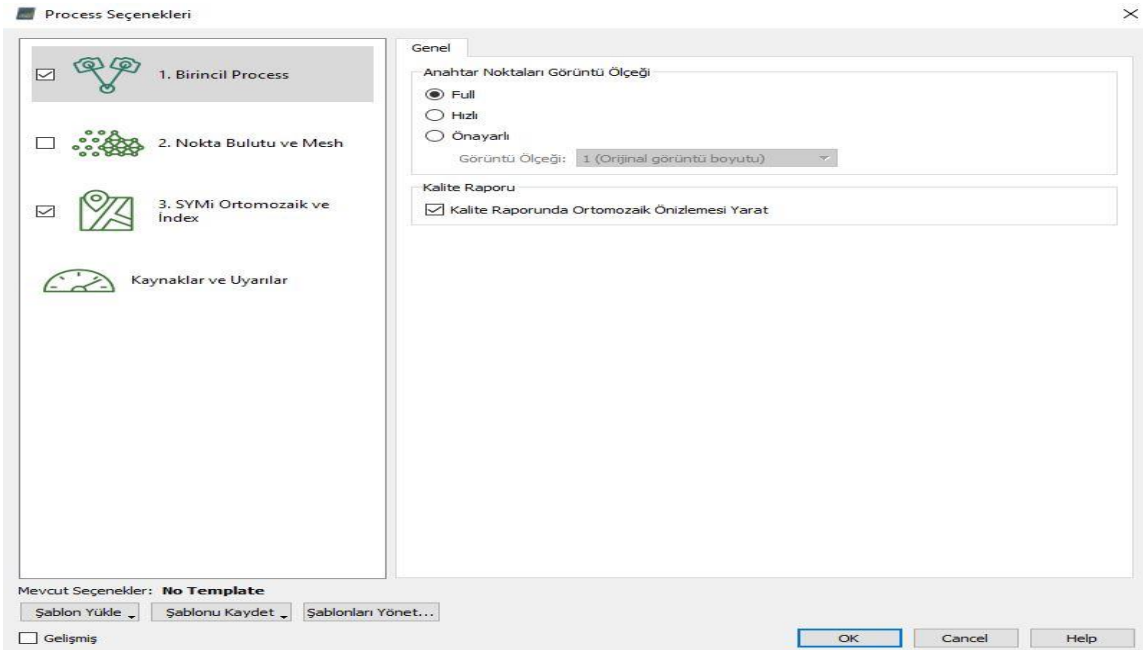 Process Seçenekleri
1. Birincil Process
2. Nokta Bulutu ve Mesh
3. SYMi Ortomozaik ve
İndex
Kaynaklar ve Uyarılar
Genel
Anahtar Noktaları Görüntü Ölçeği
Full
Hızlı
Önayarlı
Görüntü Ölçeği: 1 (Orijinal görüntü boyutu)
Kalite Raporu
Kalite Raporunda Ortomozaik Önizlemesi Yarat
Mevcut Seçenekler: No Template
Şablon Yükle Şablonu Kaydet Şablonları Yönet...
Gelişmiş
OK Cancel Help